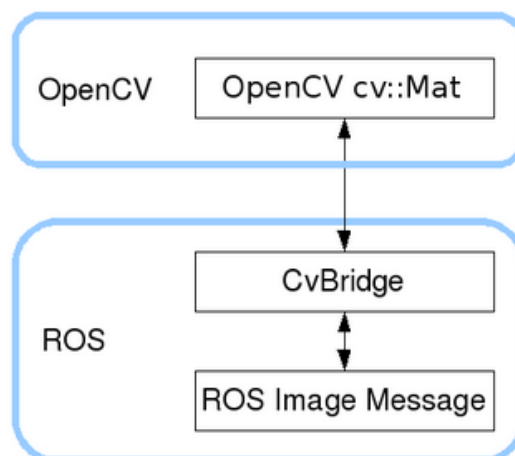 OpenCV
OpenCV cv::Mat
CvBridge
ROS
ROS Image Message